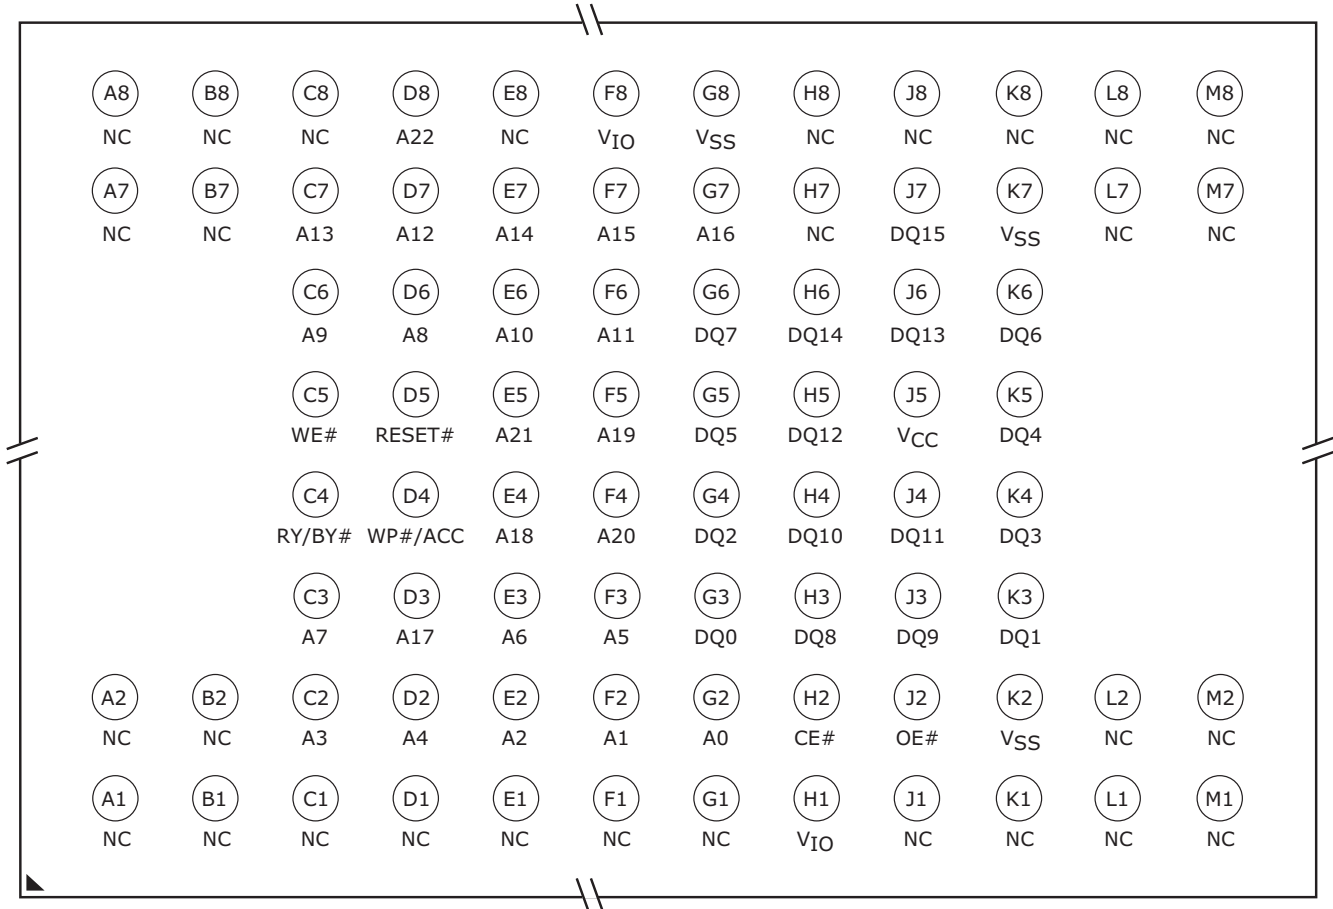 A8 B8 C8 D8 E8 F8 G8 H8 J8 K8 L8 M8
NC NC NC A22 NC VIO VSS NC NC NC NC NC
A7 B7 C7 D7 E7 F7 G7 H7 J7 K7 L7 M7
NC NC A13 A12 A14 A15 A16 NC DQ15 VSS NC NC
C6 D6 E6 F6 G6 H6 J6 K6
A9 A8 A10 A11 DQ7 DQ14 DQ13 DQ6
C5 D5 E5 F5 G5 H5 J5 K5
WE# RESET# A21 A19 DQ5 DQ12 VCC DQ4
C4 D4 E4 F4 G4 H4 J4 K4
RY/BY# WP#/ACC A18 A20 DQ2 DQ10 DQ11 DQ3
C3 D3 E3 F3 G3 H3 J3 K3
A7 A17 A6 A5 DQ0 DQ8 DQ9 DQ1
A2 B2 C2 D2 E2 F2 G2 H2 J2 K2 L2 M2
NC NC A3 A4 A2 A1 A0 CE# OE# VSS NC NC
A1 B1 C1 D1 E1 F1 G1 H1 J1 K1 L1 M1
NC NC NC NC NC NC NC VIO NC NC NC NC